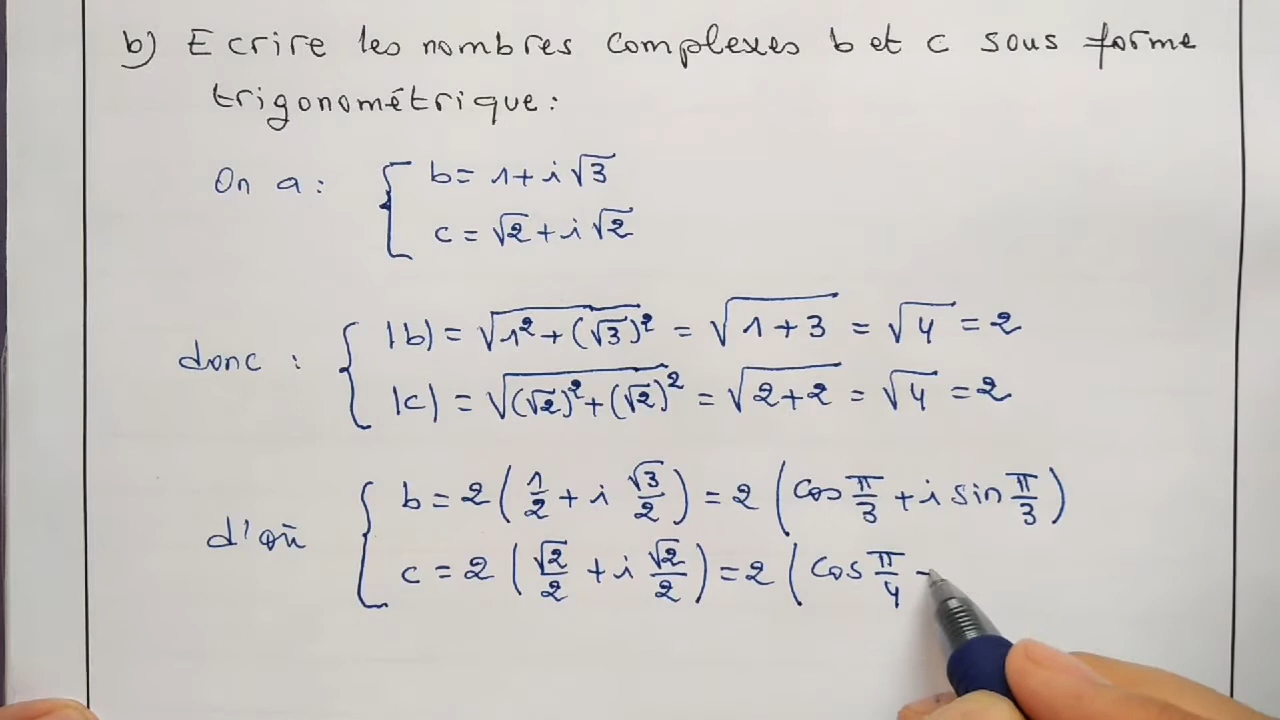 b) Ecrire les nombres complexes b et c sous forme
trigonométrique :
On a : { b = 1 + i√3
c = √2 + i√2
donc : { |b| = √(1² + (√3)²) = √(1 + 3) = √4 = 2
|c| = √((√2)² + (√2)²) = √(2 + 2) = √4 = 2
d'où { b = 2 (1/2 + i √3/2) = 2 (cos π/3 + i sin π/3)
c = 2 (√2/2 + i √2/2) = 2 (cos π/4 -